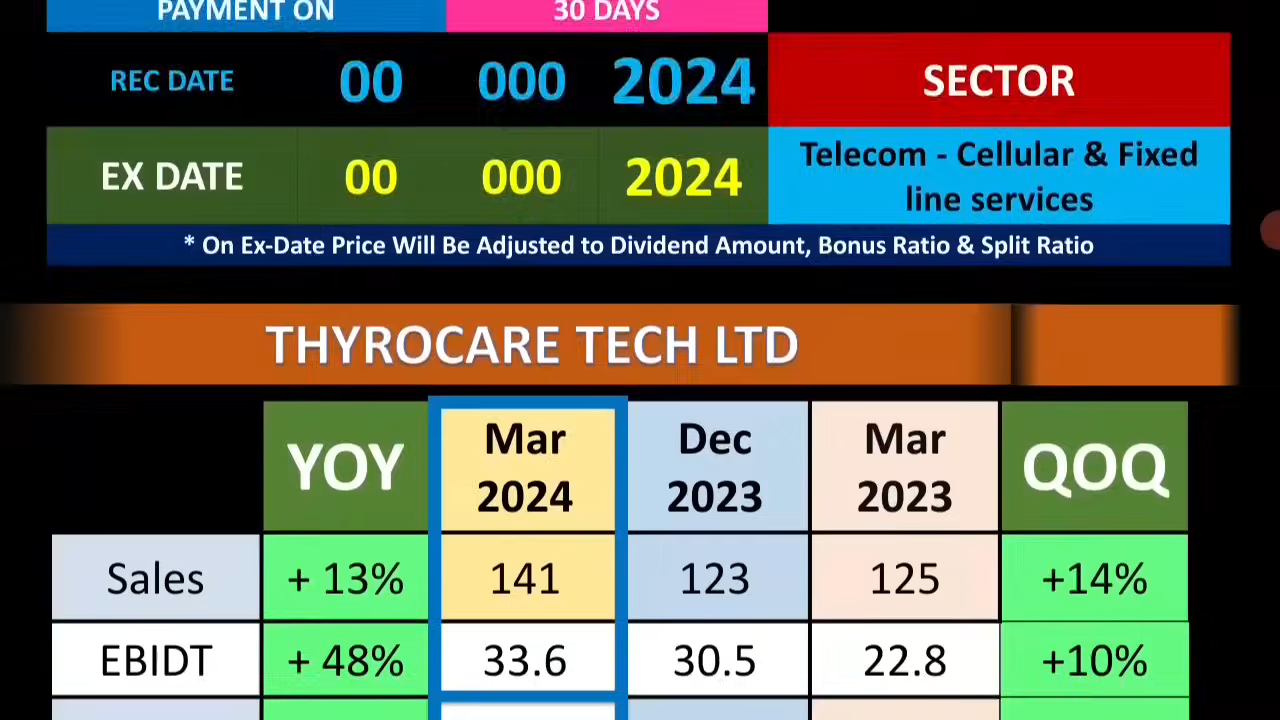 PAYMENT ON 30 DAYS
REC DATE 00 000 2024 SECTOR
EX DATE 00 000 2024 Telecom - Cellular & Fixed
line services
* On Ex-Date Price Will Be Adjusted to Dividend Amount, Bonus Ratio & Split Ratio
THYROCARE TECH LTD
YOY Mar 2024 Dec 2023 Mar 2023 QOQ
Sales + 13% 141 123 125 +14%
EBIDT + 48% 33.6 30.5 22.8 +10%